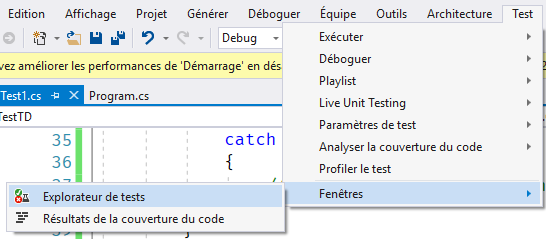 Edition Affichage Projet Générer Déboguer Équipe Outils Architecture Test
Debug
vez améliorer les performances de 'Démarrage' en dés
Test1.cs Program.cs
TestTD
35 catch
36 {
Exécuter
Déboguer
Playlist
Live Unit Testing
Paramètres de test
Analyser la couverture du code
Profiler le test
Fenêtres
Explorateur de tests
Résultats de la couverture du code